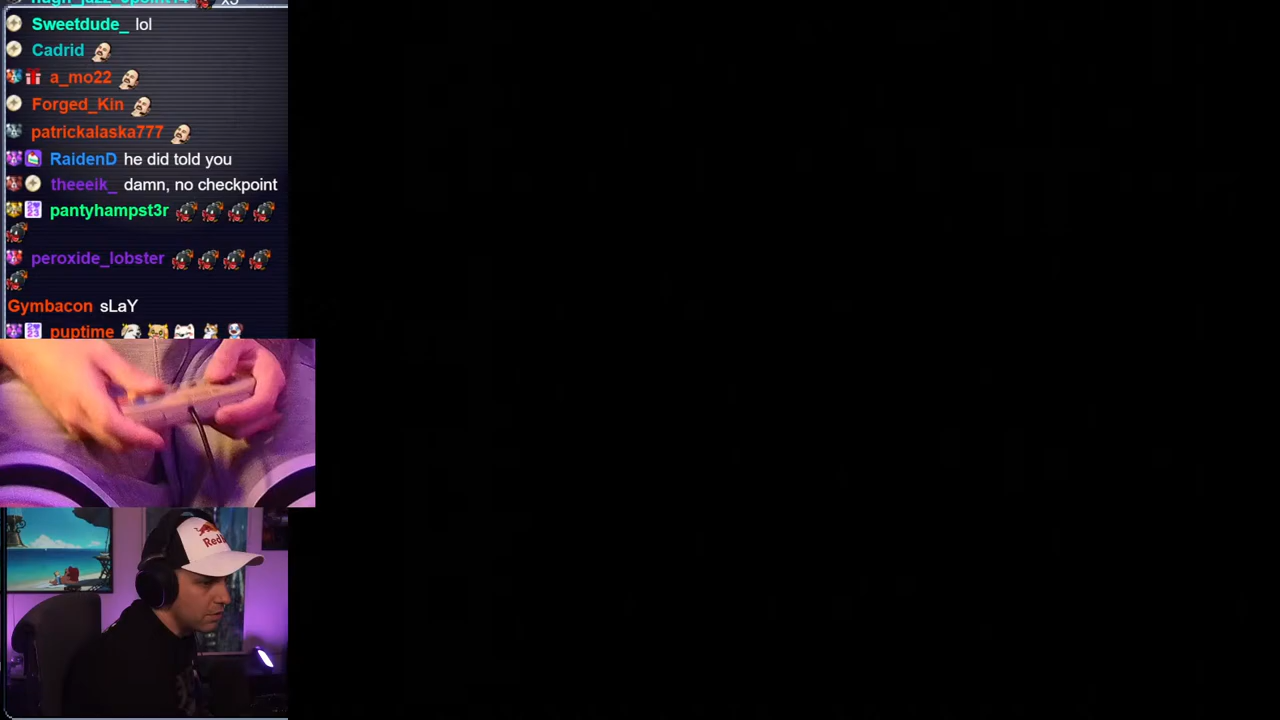 Sweetdude_ lol
Cadrid
a_mo22
Forged_Kin
patrickalaska777
RaidenD he did told you
theeeik_ damn, no checkpoint
pantyhampst3r
peroxide_lobster
Gymbacon sLaY
puptime
Red